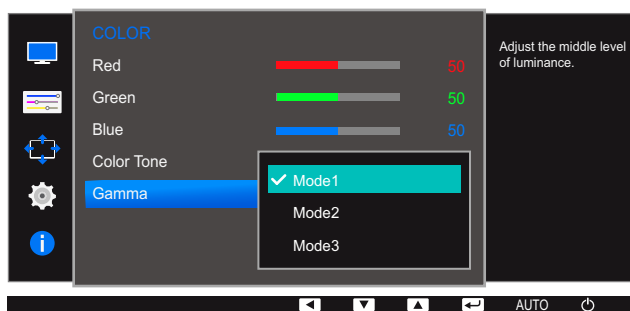 COLOR
Red 50
Green 50
Blue 50
Color Tone
Gamma
Mode1
Mode2
Mode3
Adjust the middle level
of luminance.
AUTO